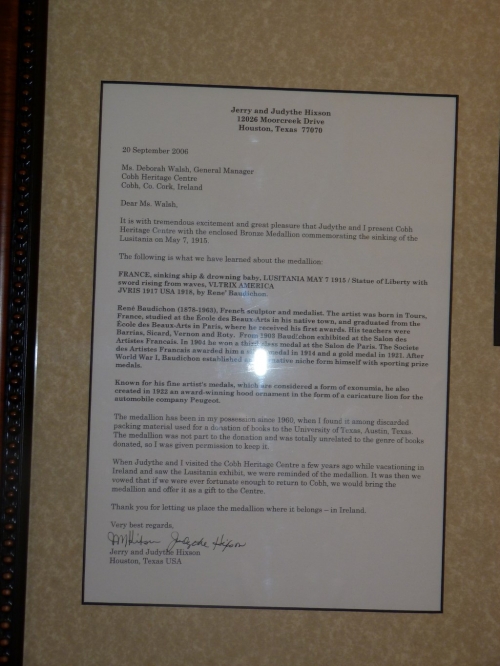 Jerry and Judythe Hixson
12026 Moorcreek Drive
Houston, Texas 77070
20 September 2006
Ms. Deborah Walsh, General Manager
Cobh Heritage Centre
Cobh, Co. Cork, Ireland
Dear Ms. Walsh,
It is with tremendous excitement and great pleasure that Judythe and I present Cobh
Heritage Centre with the enclosed Bronze Medallion commemorating the sinking of the
Lusitania on May 7, 1915.
The following is what we have learned about the medallion:
FRANCE, sinking ship & drowning baby, LUSITANIA MAY 7 1915 / Statue of Liberty with
sword rising from waves, VLTRIX AMERICA
JVRIS 1917 USA 1918, by Rene' Baudichon.
René Baudichon (1878-1963), French sculptor and medalist. The artist was born in Tours,
France, studied at the École des Beaux-Arts in his native town, and graduated from the
École des Beaux-Arts in Paris, where he received his first awards. His teachers were
Barrias, Sicard, Vernon and Roty. From 1903 Baudichon exhibited at the Salon des
Artistes Francais. In 1904 he won a third class medal at the Salon de Paris. The Societe
des Artistes Francais awarded him a medal in 1914 and a gold medal in 1921. After
World War I, Baudichon established native niche form himself with sporting prize
medals.
Known for his fine artist's medals, which are considered a form of exonumia, he also
created in 1922 an award-winning hood ornament in the form of a caricature lion for the
automobile company Peugeot.
The medallion has been in my possession since 1960, when I found it among discarded
packing material used for a donation of books to the University of Texas, Austin, Texas.
The medallion was not part to the donation and was totally unrelated to the genre of books
donated, so I was given permission to keep it.
When Judythe and I visited the Cobh Heritage Centre a few years ago while vacationing in
Ireland and saw the Lusitania exhibit, we were reminded of the medallion. It was then we
vowed that if we were ever fortunate enough to return to Cobh, we would bring the
medallion and offer it as a gift to the Centre.
Thank you for letting us place the medallion where it belongs – in Ireland.
Very best regards,
JM Hixson Judythe Hixson
Jerry and Judythe Hixson
Houston, Texas USA